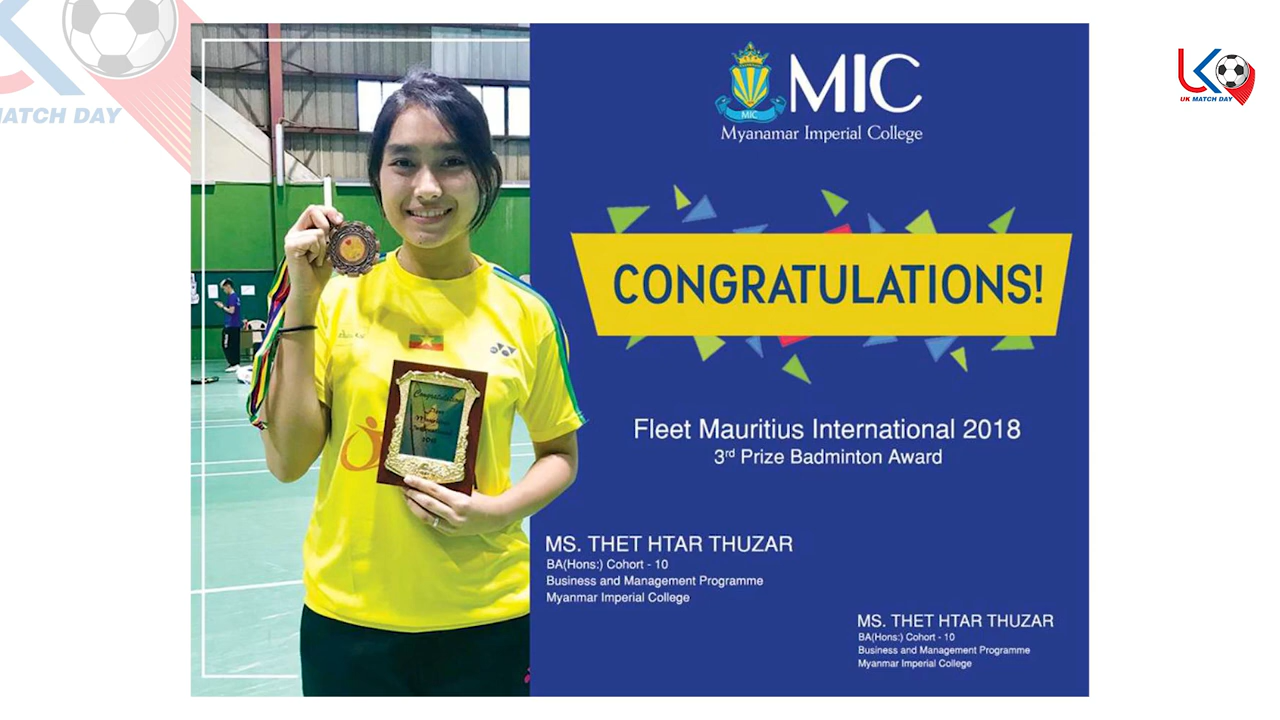 MATCH DAY
UK MATCH DAY
MIC
MIC
Myanamar Imperial College
CONGRATULATIONS!
Fleet Mauritius International 2018
3rd Prize Badminton Award
MS. THET HTAR THUZAR
BA(Hons:) Cohort - 10
Business and Management Programme
Myanmar Imperial College
MS. THET HTAR THUZAR
BA(Hons:) Cohort - 10
Business and Management Programme
Myanmar Imperial College
Congratulations